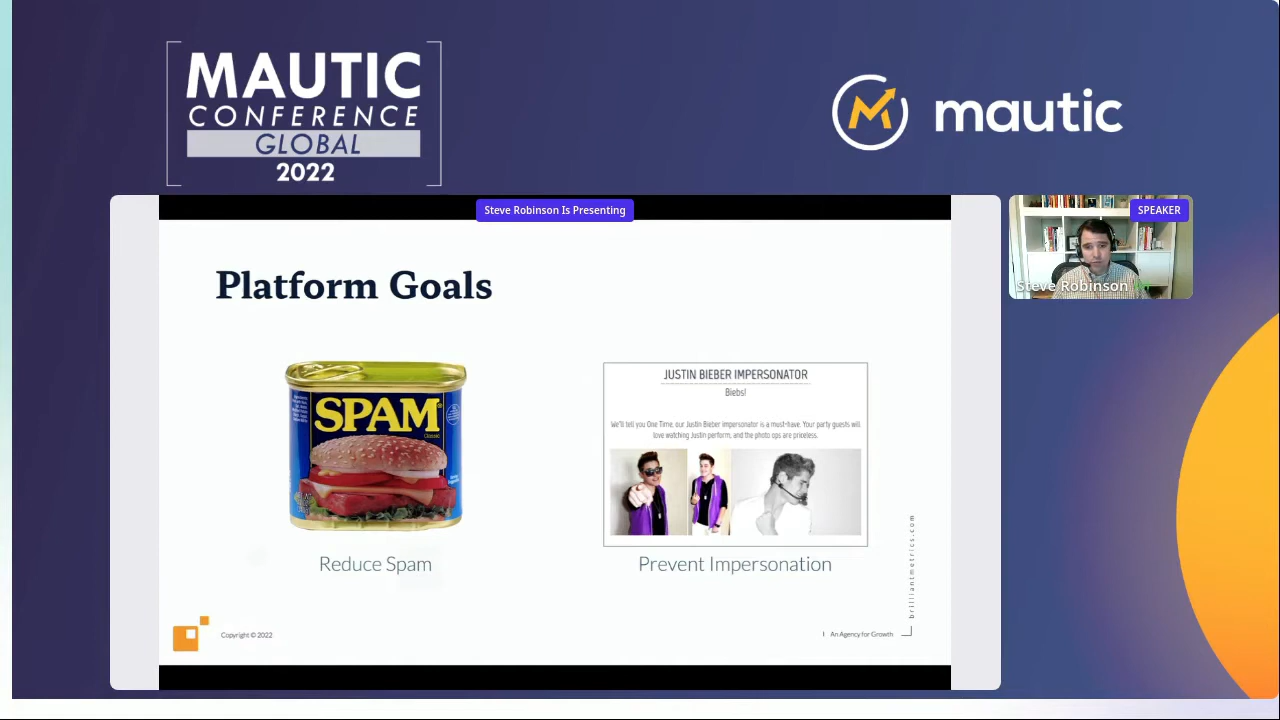 MAUTIC
CONFERENCE
GLOBAL
2022
mautic
Steve Robinson Is Presenting
SPEAKER
Steve Robinson
Platform Goals
SPAM
Classic
JUSTIN BIEBER IMPERSONATOR
Biebs!
We'll tell you One Time, our Justin Bieber impersonator is a must-have. Your party guests will
love watching Justin perform, and the photo ops are priceless.
Reduce Spam
Prevent Impersonation
brilliantmetrics.com
Copyright © 2022
An Agency for Growth